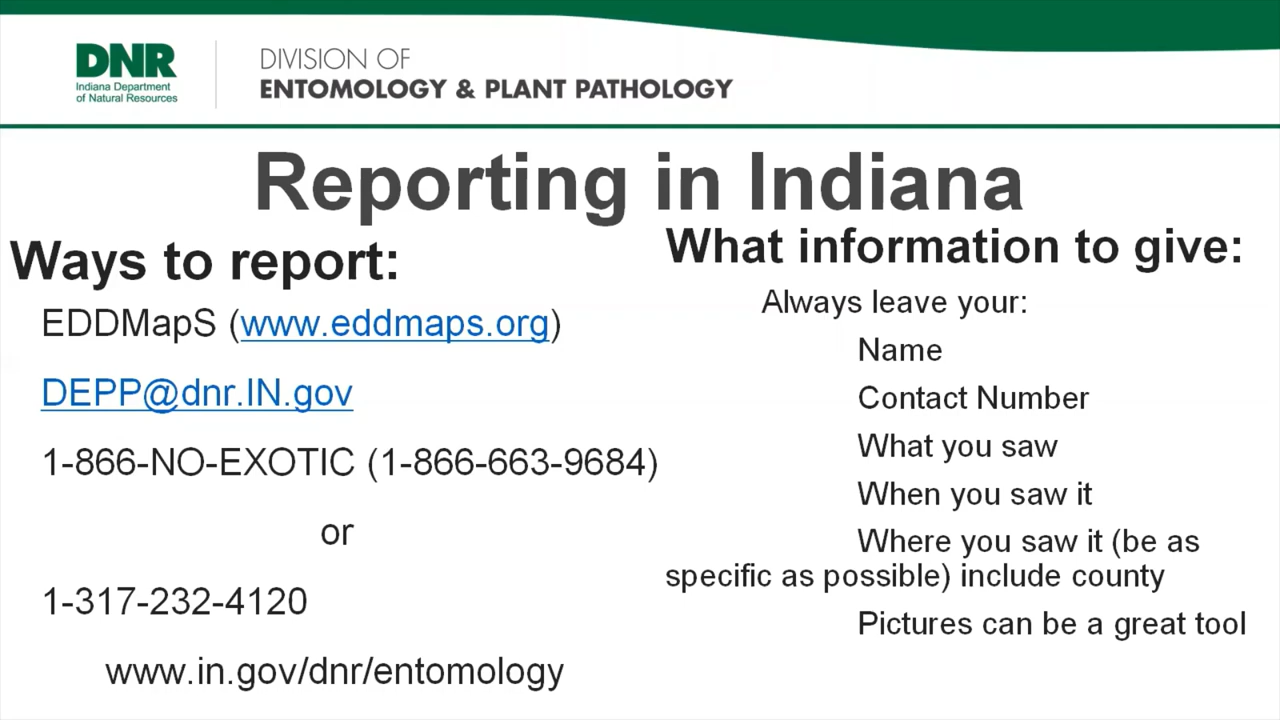 DNR
Indiana Department
of Natural Resources
DIVISION OF
ENTOMOLOGY & PLANT PATHOLOGY
Reporting in Indiana
Ways to report:
EDDMapS (www.eddmaps.org)
DEPP@dnr.IN.gov
1-866-NO-EXOTIC (1-866-663-9684)
or
1-317-232-4120
www.in.gov/dnr/entomology
What information to give:
Always leave your:
Name
Contact Number
What you saw
When you saw it
Where you saw it (be as
specific as possible) include county
Pictures can be a great tool